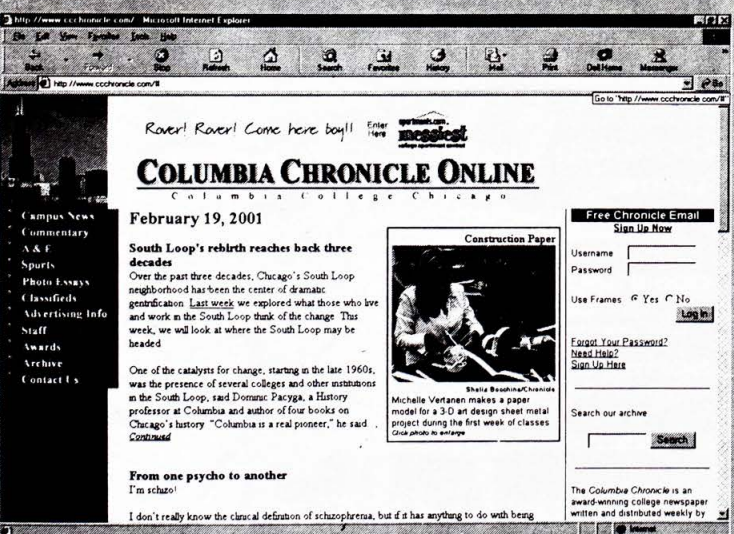 http://www.ccchronicle.com/ Microsoft Internet Explorer
File Edit View Favorites Tools Help
Back Forward Stop Refresh Home Search Favorites History Mail Print Dell Home Messenger
Address http://www.ccchronicle.com/# Go
Go to "http://www.ccchronicle.com/#"
Rover! Rover! Come here boy!! Enter Here
apartments.com
messiest
college apartment contest
COLUMBIA CHRONICLE ONLINE
Columbia College Chicago
Campus News
Commentary
A & E
Sports
Photo Essays
Classifieds
Advertising Info
Staff
Awards
Archive
Contact Us
February 19, 2001
South Loop's rebirth reaches back three
decades
Over the past three decades, Chicago's South Loop
neighborhood has been the center of dramatic
gentrification. Last week we explored what those who live
and work in the South Loop think of the change. This
week, we will look at where the South Loop may be
headed
One of the catalysts for change, starting in the late 1960s,
was the presence of several colleges and other institutions
in the South Loop, said Dominic Pacyga, a History
professor at Columbia and author of four books on
Chicago's history. "Columbia is a real pioneer," he said.
Continued
From one psycho to another
I'm schizo!
I don't really know the clinical definition of schizophrenia, but if it has anything to do with being
Construction Paper
Sheila Bocchine/Chronicle
Michelle Vertanen makes a paper
model for a 3-D art design sheet metal
project during the first week of classes
Click photo to enlarge
Free Chronicle Email
Sign Up Now
Username
Password
Use Frames Yes No
Log In
Forgot Your Password?
Need Help?
Sign Up Here
Search our archive
Search
The Columbia Chronicle is an
award-winning college newspaper
written and distributed weekly by
Internet